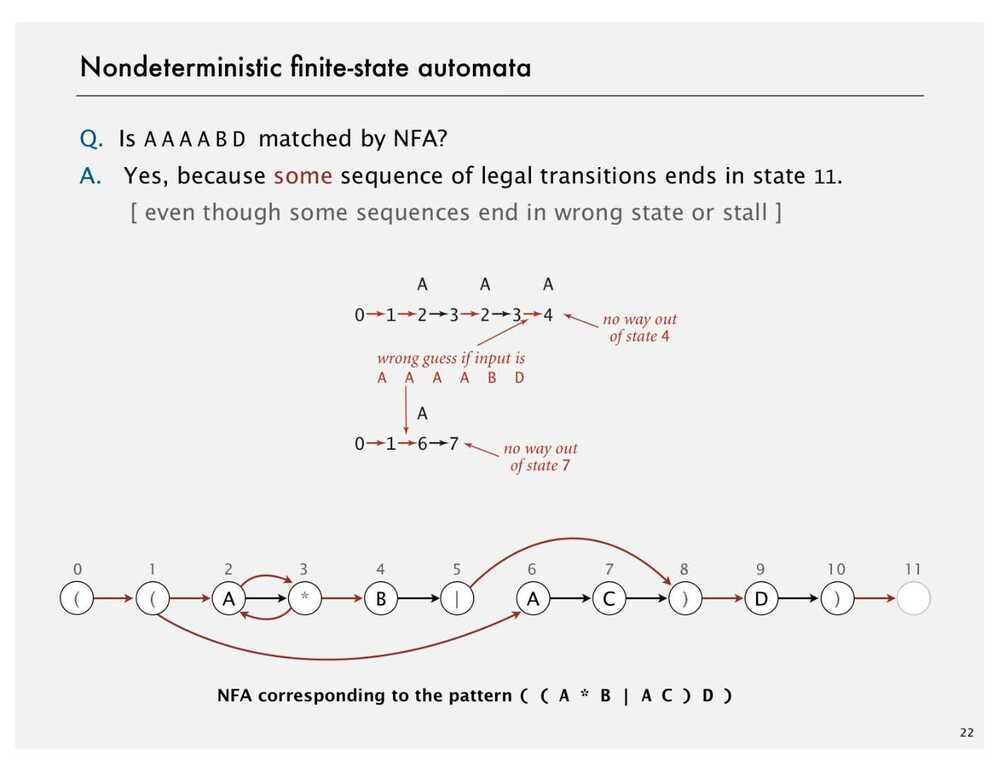 Nondeterministic finite-state automata
Q. Is A A A A B D matched by NFA?
A. Yes, because some sequence of legal transitions ends in state 11.
[ even though some sequences end in wrong state or stall ]
A A A
0 1 2 3 2 3 4
no way out
of state 4
wrong guess if input is
A A A A B D
A
0 1 6 7
no way out
of state 7
0 1 2 3 4 5 6 7 8 9 10 11
( ( A * B | A C ) D )
NFA corresponding to the pattern ( ( A * B | A C ) D )
22